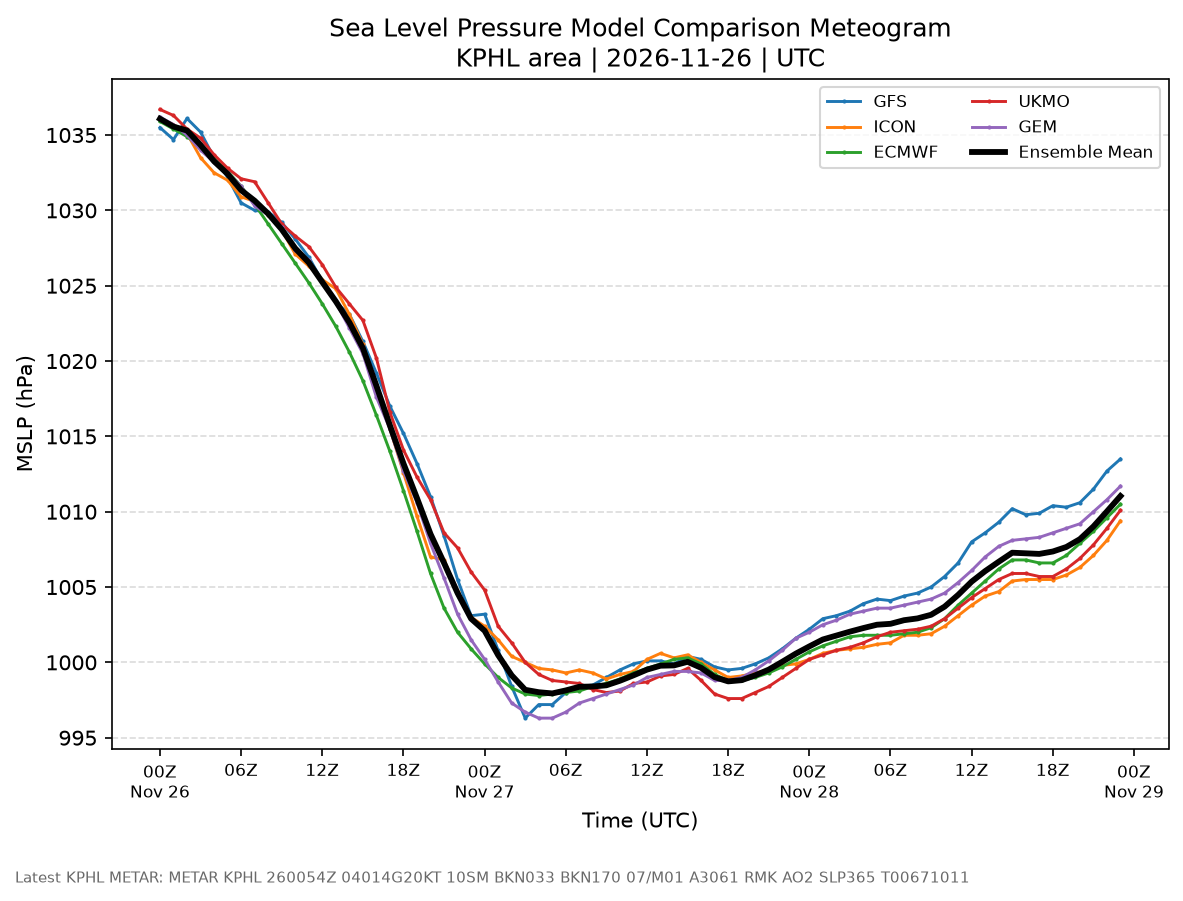 Sea Level Pressure Model Comparison Meteogram
KPHL area | 2026-11-26 | UTC
GFS
ICON
ECMWF
UKMO
GEM
Ensemble Mean
MSLP (hPa)
1035
1030
1025
1020
1015
1010
1005
1000
995
00Z 06Z 12Z 18Z 00Z 06Z 12Z 18Z 00Z 06Z 12Z 18Z 00Z
Nov 26 Nov 27 Nov 28 Nov 29
Time (UTC)
Latest KPHL METAR: METAR KPHL 260054Z 04014G20KT 10SM BKN033 BKN170 07/M01 A3061 RMK AO2 SLP365 T00671011